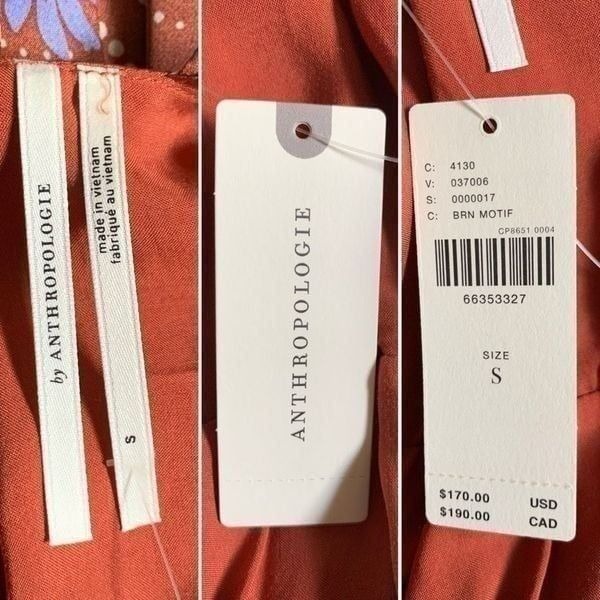 by ANTHROPOLOGIE
made in vietnam
fabriqué au vietnam
S
ANTHROPOLOGIE
C: 4130
V: 037006
S: 0000017
C: BRN MOTIF
CP8651 0004
66353327
SIZE
S
$170.00 USD
$190.00 CAD